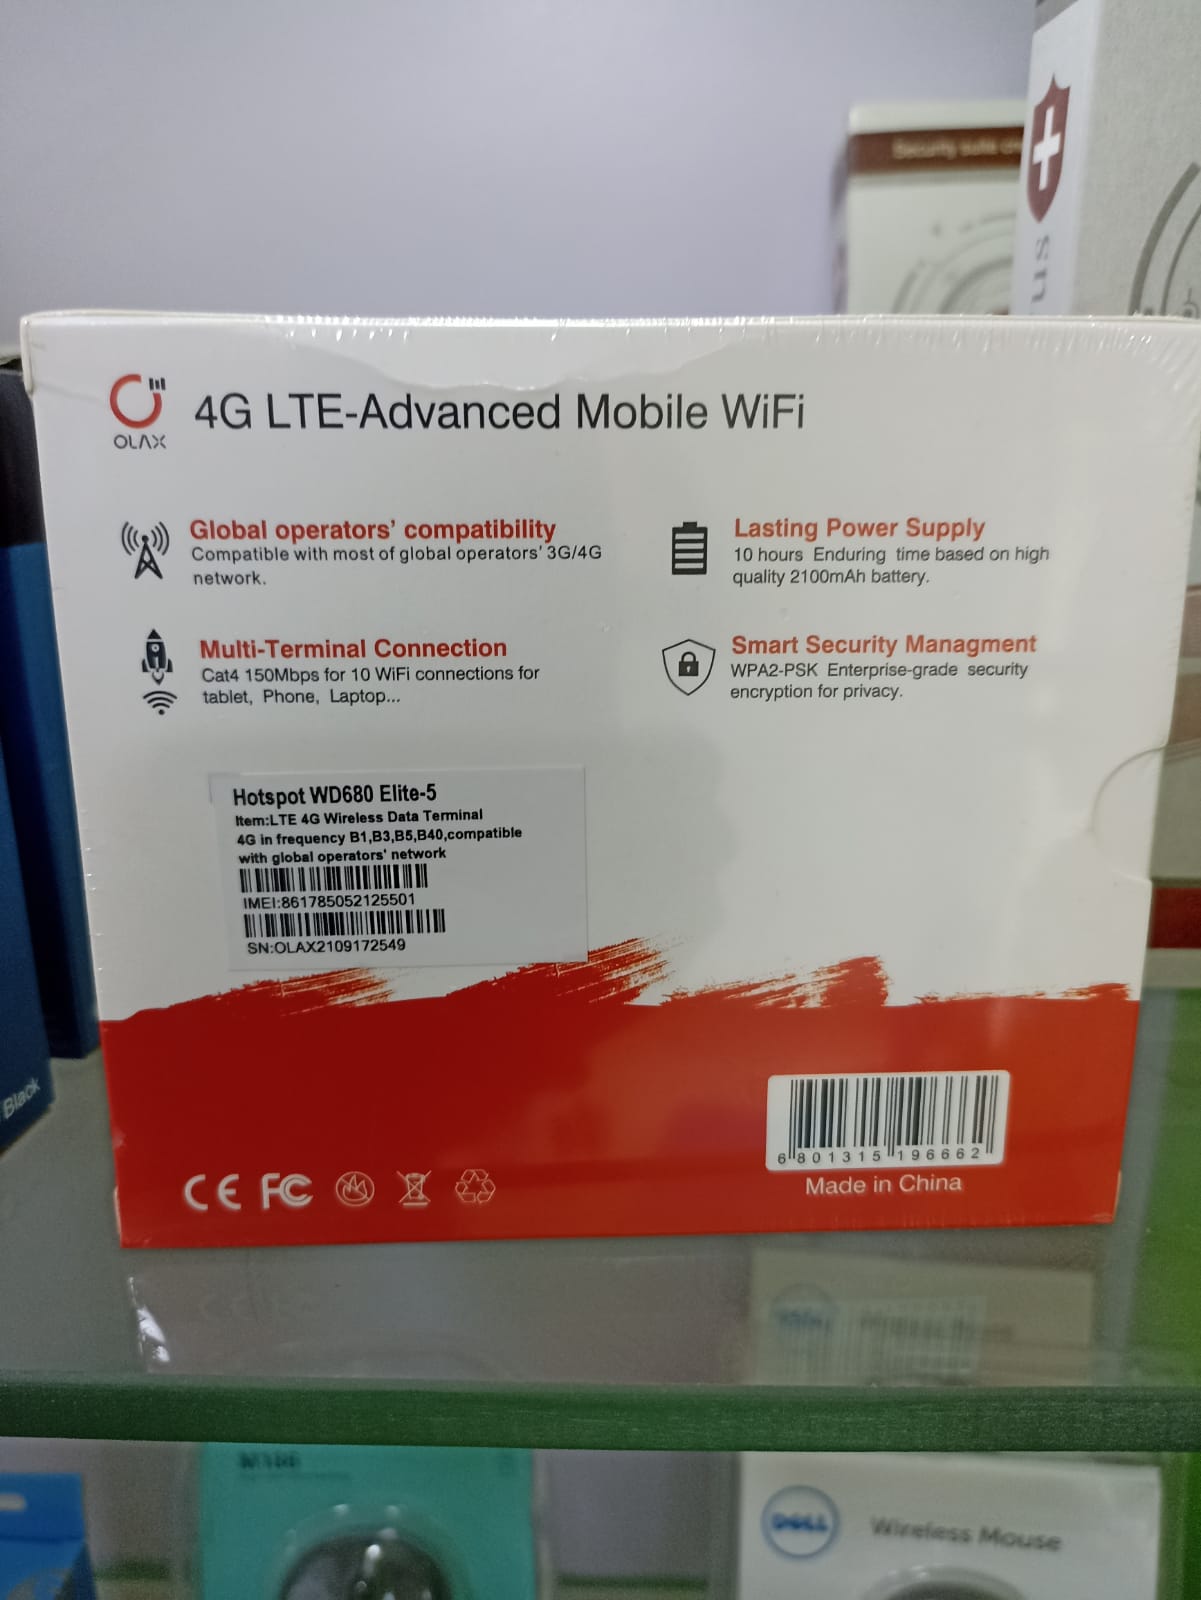 us
OLAX
4G LTE-Advanced Mobile WiFi
Global operators' compatibility
Compatible with most of global operators' 3G/4G
network.
Lasting Power Supply
10 hours Enduring time based on high
quality 2100mAh battery.
Multi-Terminal Connection
Cat4 150Mbps for 10 WiFi connections for
tablet, Phone, Laptop...
Smart Security Managment
WPA2-PSK Enterprise-grade security
encryption for privacy.
Hotspot WD680 Elite-5
Item:LTE 4G Wireless Data Terminal
4G in frequency B1,B3,B5,B40,compatible
with global operators' network
IMEI:861785052125501
SN:OLAX2109172549
Black
6 801315 196662
Made in China
CE FC
DELL
Wireless Mouse